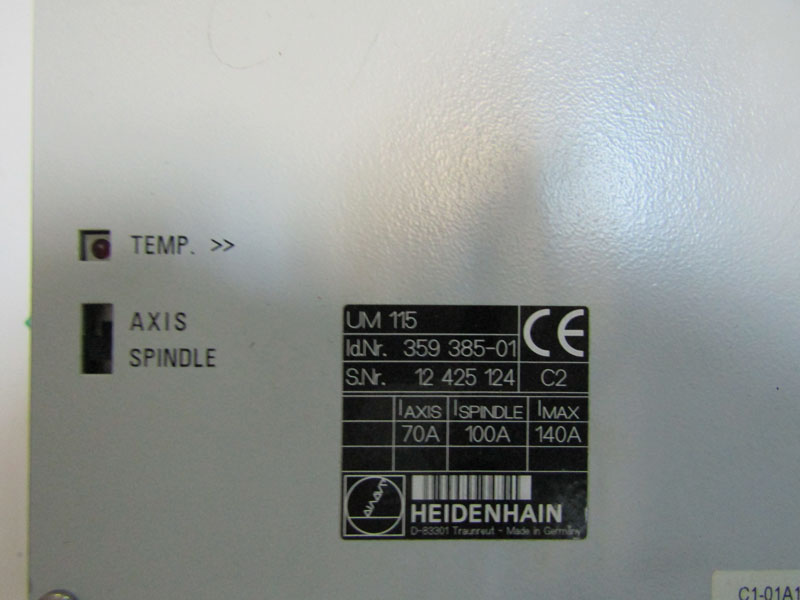 TEMP. >>
AXIS
SPINDLE
UM 115
CE
Id.Nr. 359 385-01
S.Nr. 12 425 124 C2
IAXIS ISPINDLE IMAX
70A 100A 140A
HEIDENHAIN
D-83301 Traunreut - Made in Germany
C1-01A1